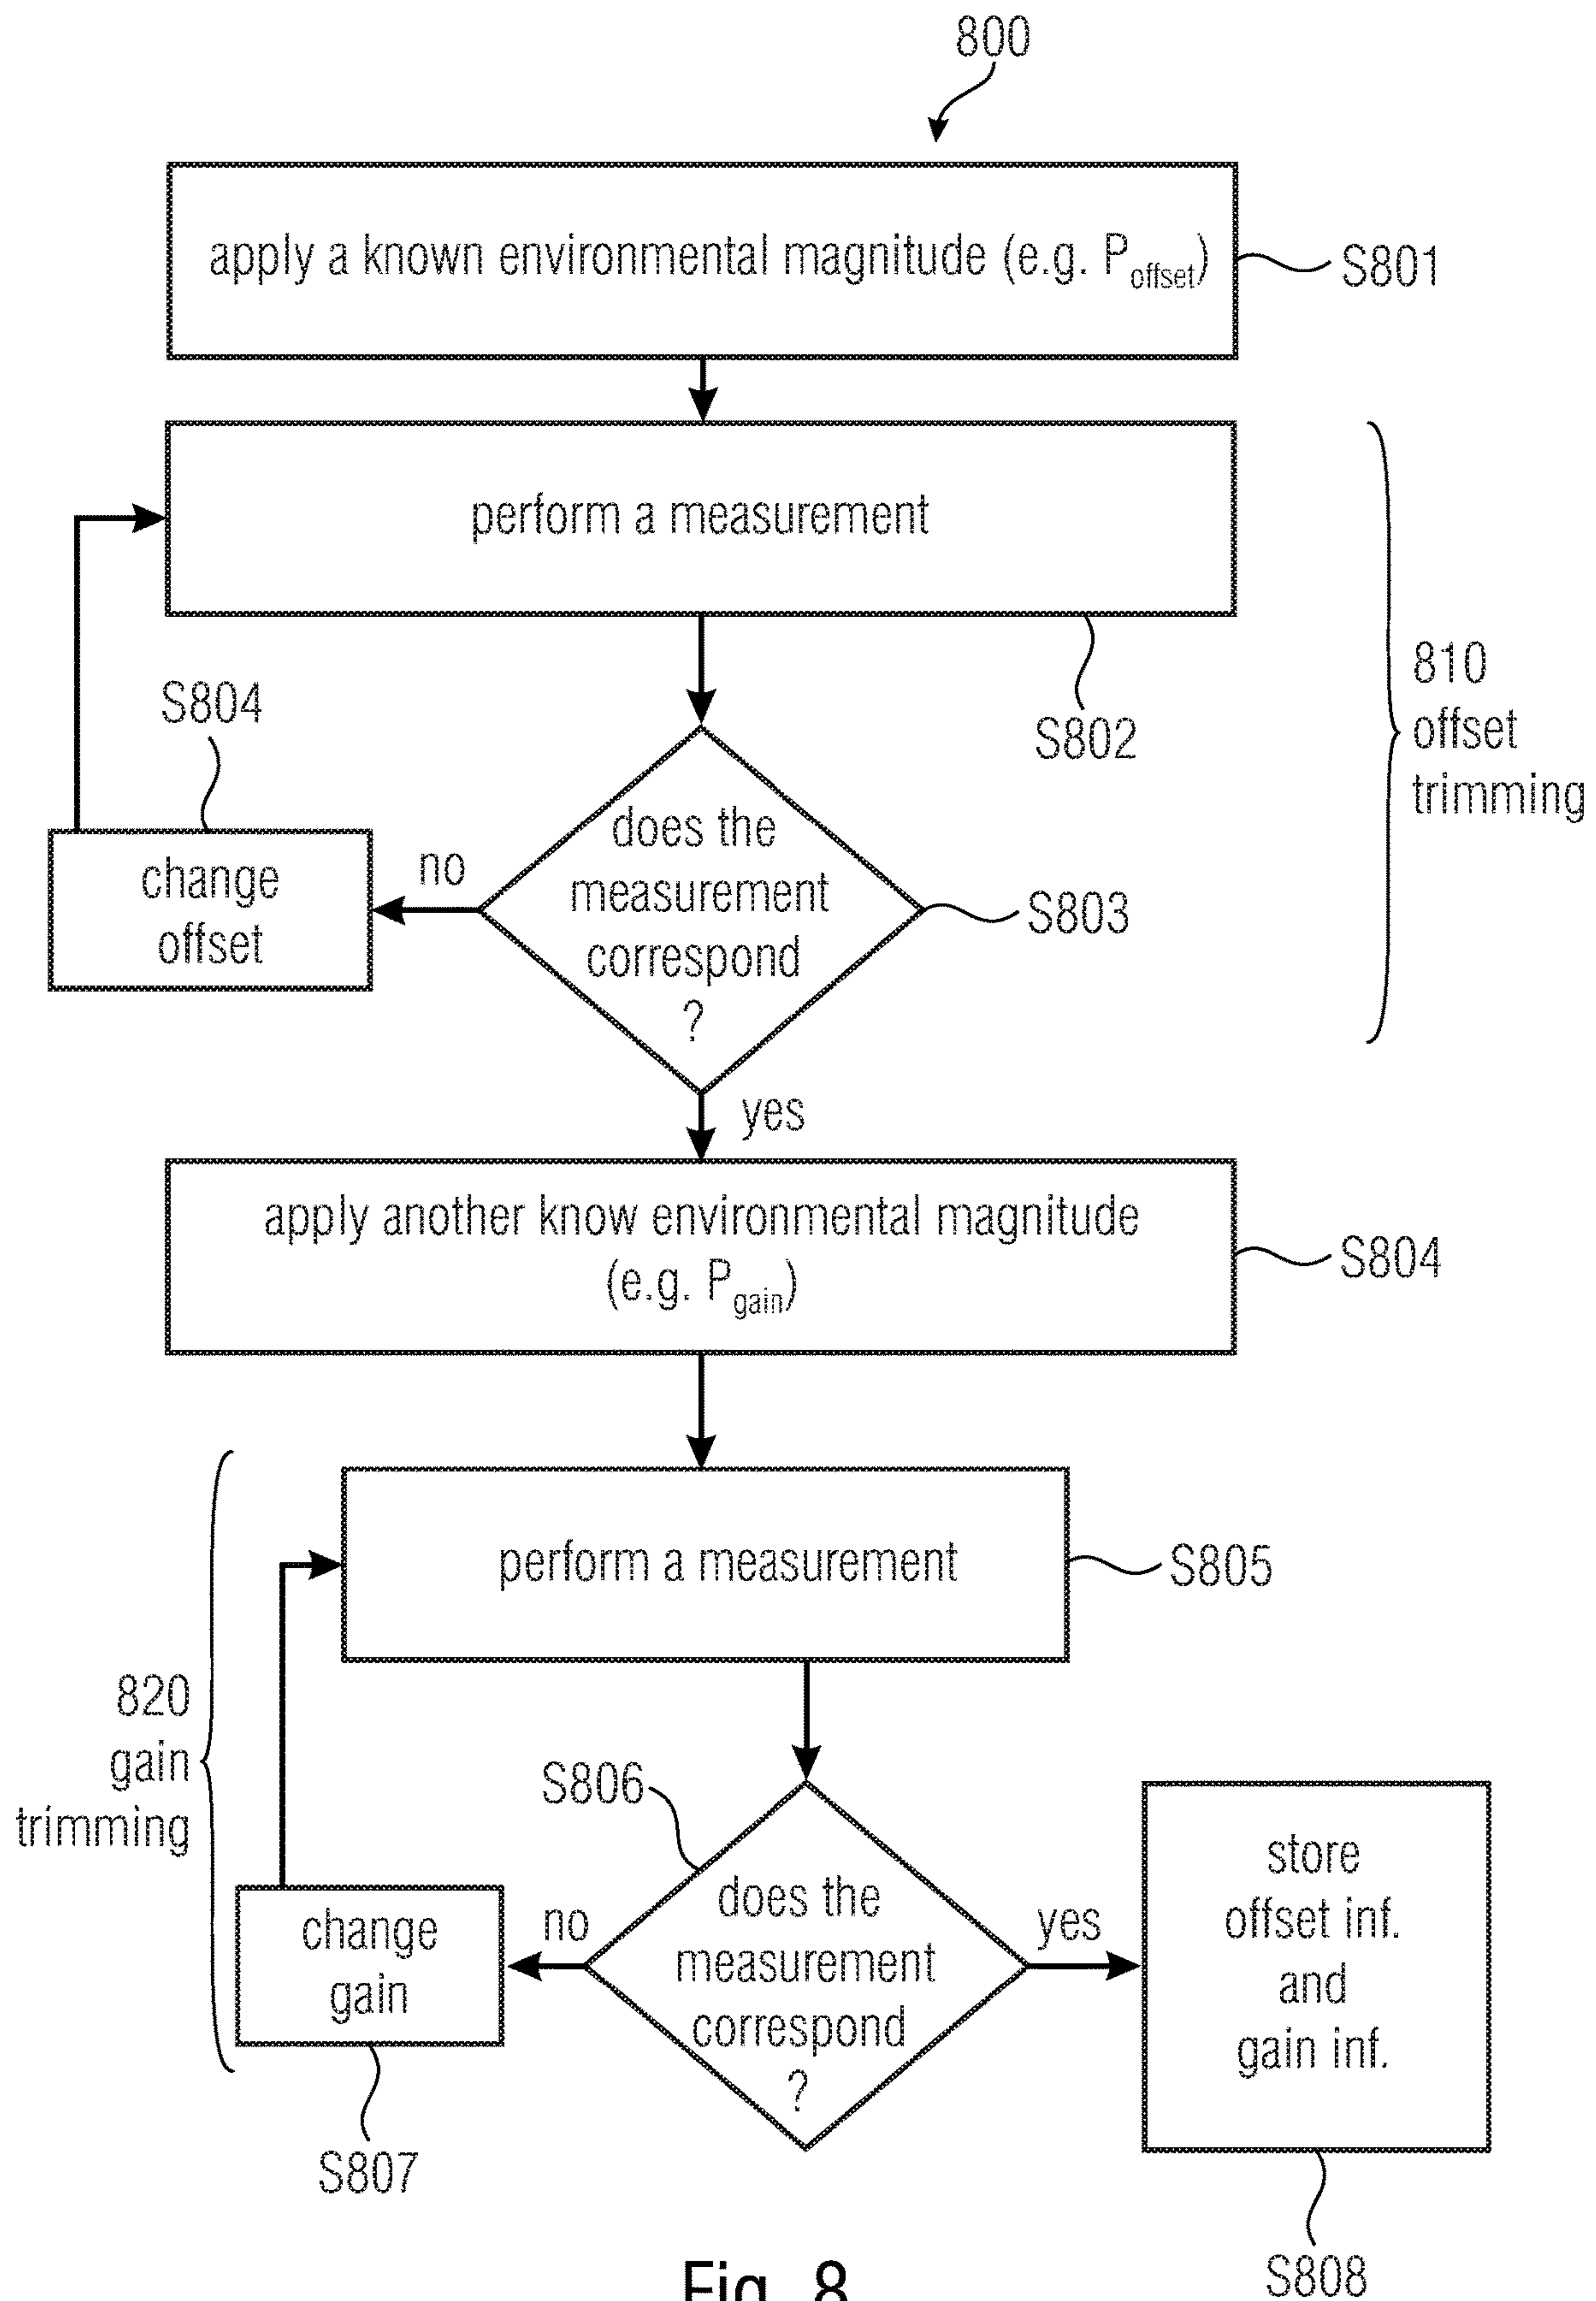 800
apply a known environmental magnitude (e.g. Poffset)
S801
perform a measurement
S802
810
offset
trimming
S804
change
offset
no
does the
measurement
correspond
?
S803
yes
apply another know environmental magnitude
(e.g. Pgain)
S804
perform a measurement
S805
820
gain
trimming
S806
does the
measurement
correspond
?
no
change
gain
S807
yes
store
offset inf.
and
gain inf.
S808
Fig. 8